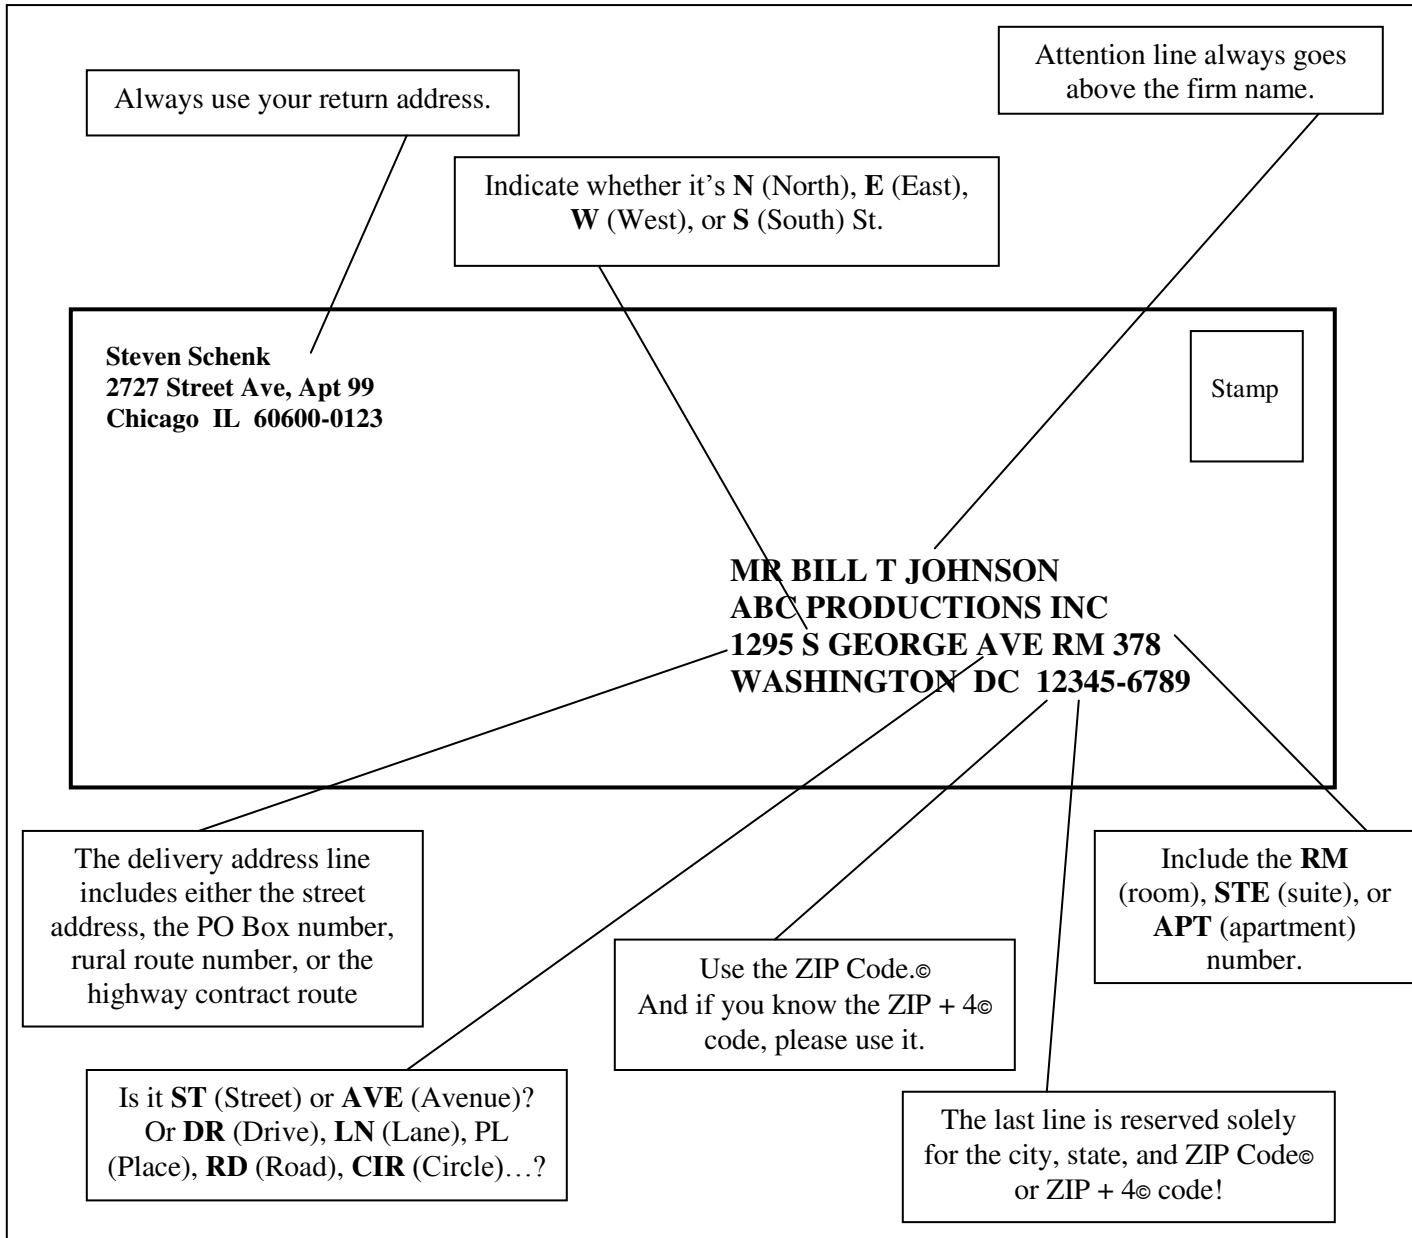 Always use your return address.
Attention line always goes
above the firm name.
Indicate whether it's N (North), E (East),
W (West), or S (South) St.
Steven Schenk
2727 Street Ave, Apt 99
Chicago IL 60600-0123
Stamp
MR BILL T JOHNSON
ABC PRODUCTIONS INC
1295 S GEORGE AVE RM 378
WASHINGTON DC 12345-6789
The delivery address line
includes either the street
address, the PO Box number,
rural route number, or the
highway contract route
Use the ZIP Code.©
And if you know the ZIP + 4©
code, please use it.
Include the RM
(room), STE (suite), or
APT (apartment)
number.
Is it ST (Street) or AVE (Avenue)?
Or DR (Drive), LN (Lane), PL
(Place), RD (Road), CIR (Circle)…?
The last line is reserved solely
for the city, state, and ZIP Code©
or ZIP + 4© code!